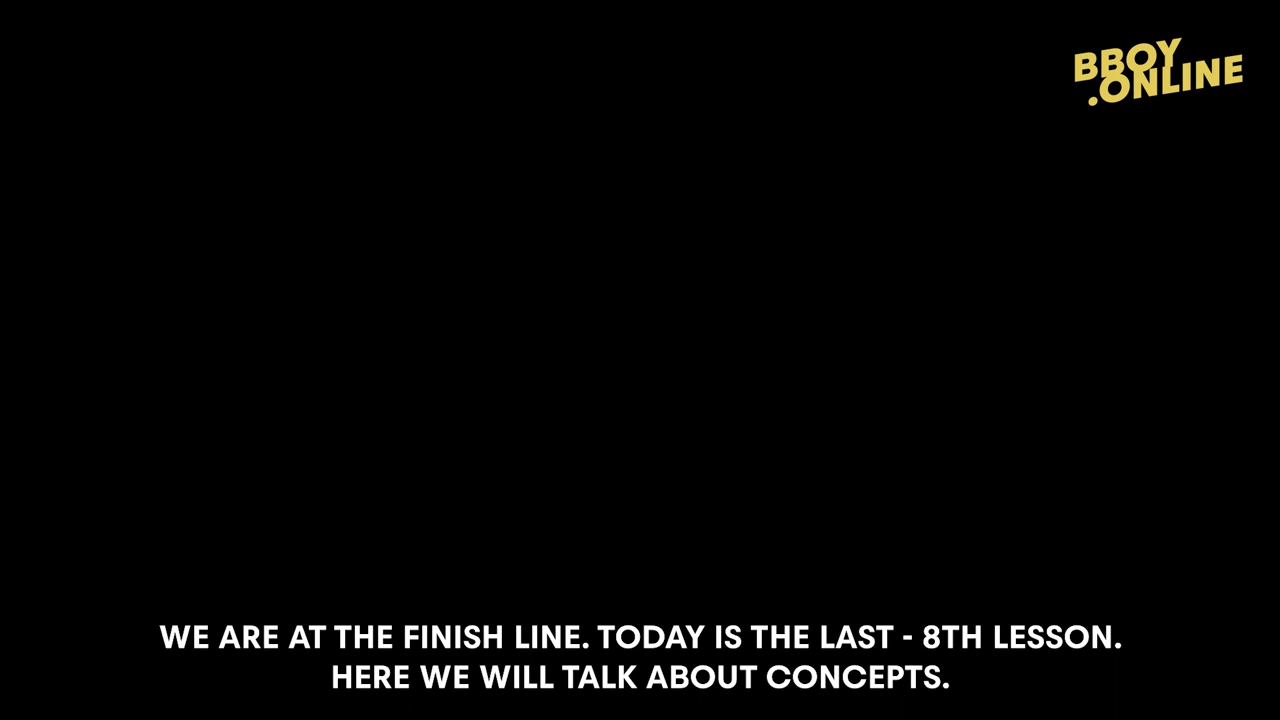 BBOY
.ONLINE
WE ARE AT THE FINISH LINE. TODAY IS THE LAST - 8TH LESSON.
HERE WE WILL TALK ABOUT CONCEPTS.